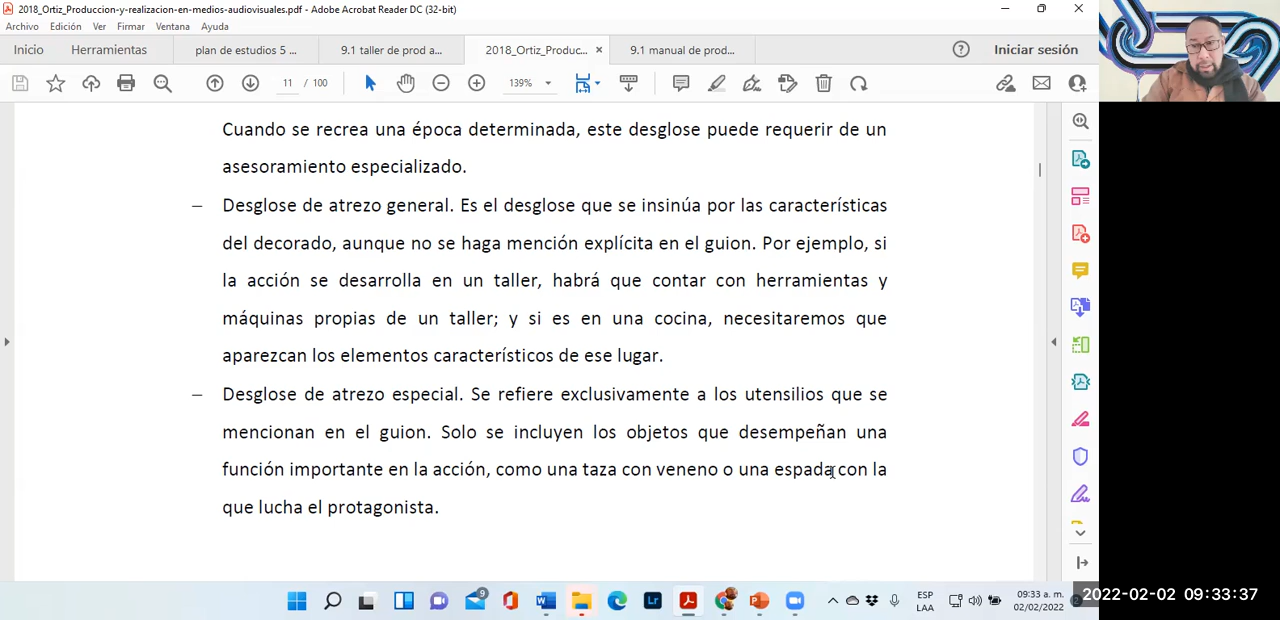 2018_Ortiz_Produccion-y-realizacion-en-medios-audiovisuales.pdf - Adobe Acrobat Reader DC (32-bit)
Archivo Edición Ver Firmar Ventana Ayuda
Inicio Herramientas plan de estudios 5 ... 9.1 taller de prod a... 2018_Ortiz_Produc... 9.1 manual de prod... Iniciar sesión
11 / 100 139%
Cuando se recrea una época determinada, este desglose puede requerir de un
asesoramiento especializado.
– Desglose de atrezo general. Es el desglose que se insinúa por las características
del decorado, aunque no se haga mención explícita en el guion. Por ejemplo, si
la acción se desarrolla en un taller, habrá que contar con herramientas y
máquinas propias de un taller; y si es en una cocina, necesitaremos que
aparezcan los elementos característicos de ese lugar.
– Desglose de atrezo especial. Se refiere exclusivamente a los utensilios que se
mencionan en el guion. Solo se incluyen los objetos que desempeñan una
función importante en la acción, como una taza con veneno o una espada con la
que lucha el protagonista.
9
ESP
LAA
09:33 a. m.
02/02/2022
2022-02-02 09:33:37